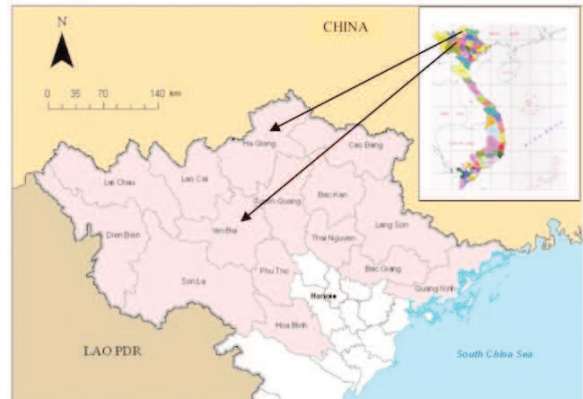 CHINA
N
0 35 70 140 km
Ha Giang
Cao Bang
Lao Cai
Lai Chau
Tuyen Quang
Bac Kan
Lang Son
Yen Bai
Dien Bien
Thai Nguyen
Phu Tho
Bac Giang
Son La
Quang Ninh
Hanoi
Hoa Binh
LAO PDR
South China Sea